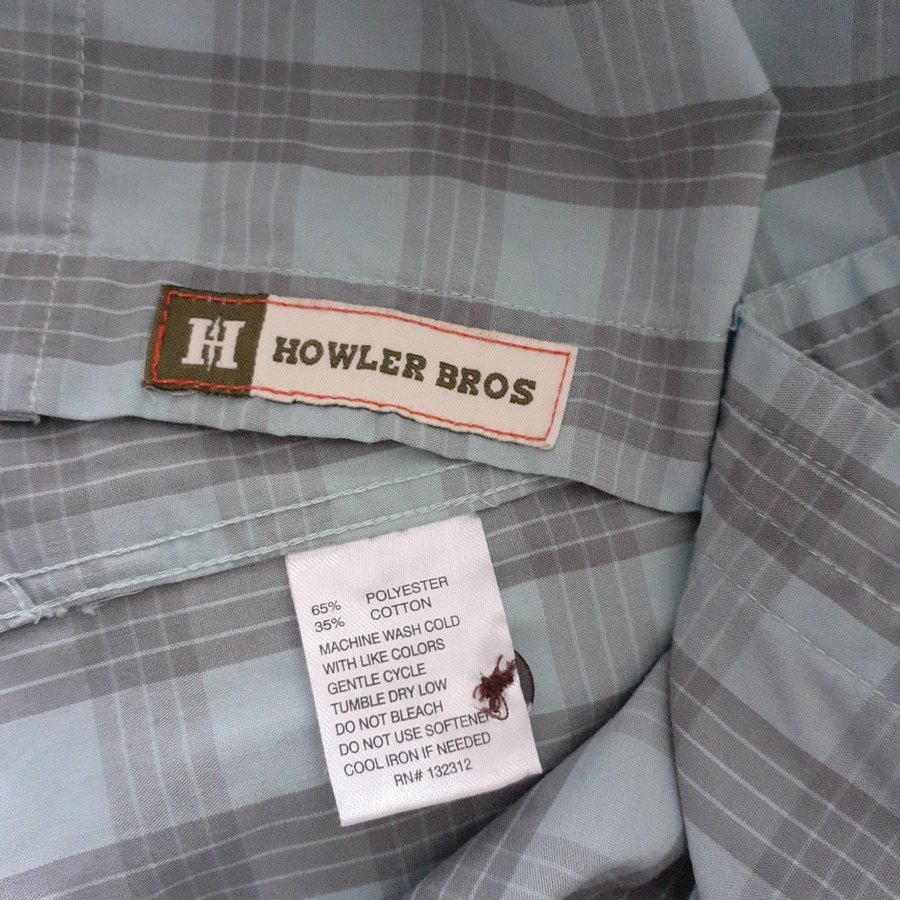 H HOWLER BROS
65% POLYESTER
35% COTTON
MACHINE WASH COLD
WITH LIKE COLORS
GENTLE CYCLE
TUMBLE DRY LOW
DO NOT BLEACH
DO NOT USE SOFTENER
COOL IRON IF NEEDED
RN# 132312